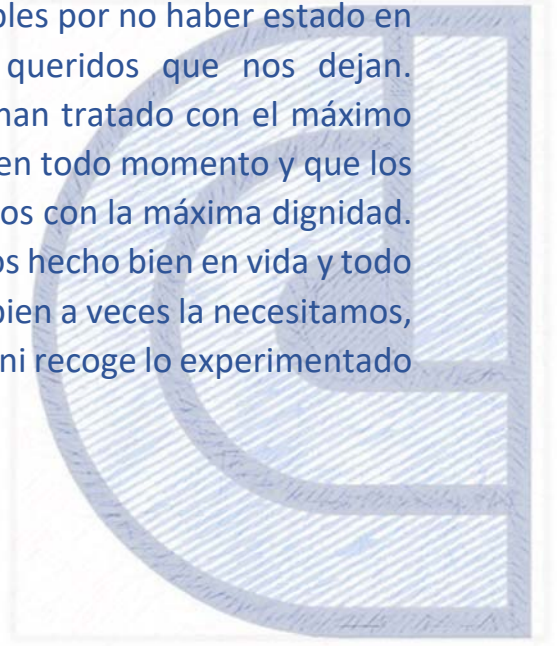 bles por no haber estado en
queridos que nos dejan.
han tratado con el máximo
en todo momento y que los
os con la máxima dignidad.
os hecho bien en vida y todo
bien a veces la necesitamos,
ni recoge lo experimentado